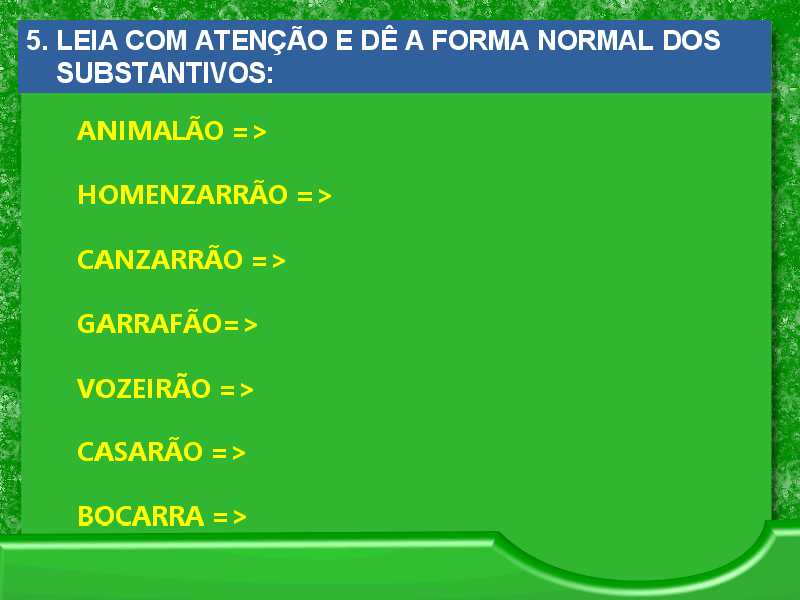 5. LEIA COM ATENÇÃO E DÊ A FORMA NORMAL DOS
SUBSTANTIVOS:
ANIMALÃO =>
HOMENZARRÃO =>
CANZARRÃO =>
GARRAFÃO=>
VOZEIRÃO =>
CASARÃO =>
BOCARRA =>